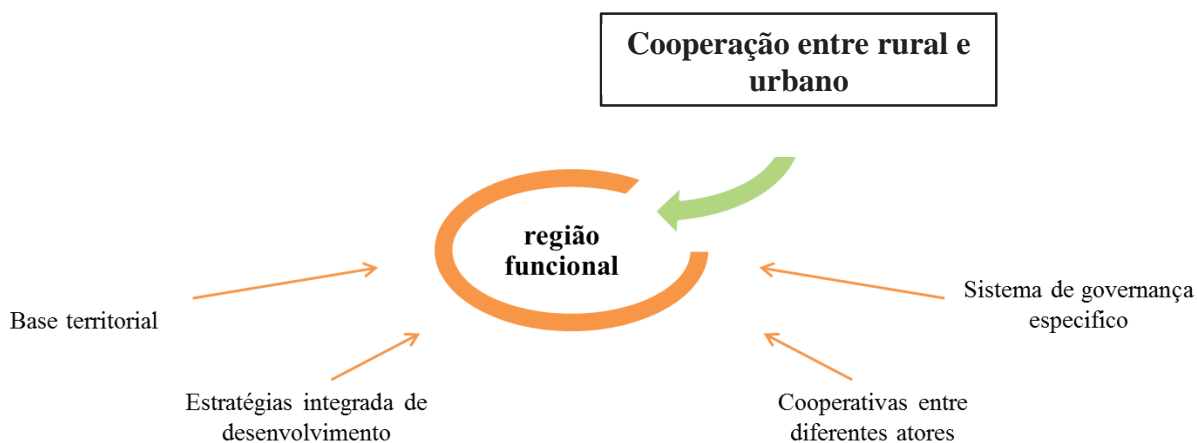 Cooperação entre rural e
urbano
região
funcional
Base territorial
Sistema de governança
especifico
Estratégias integrada de
desenvolvimento
Cooperativas entre
diferentes atores